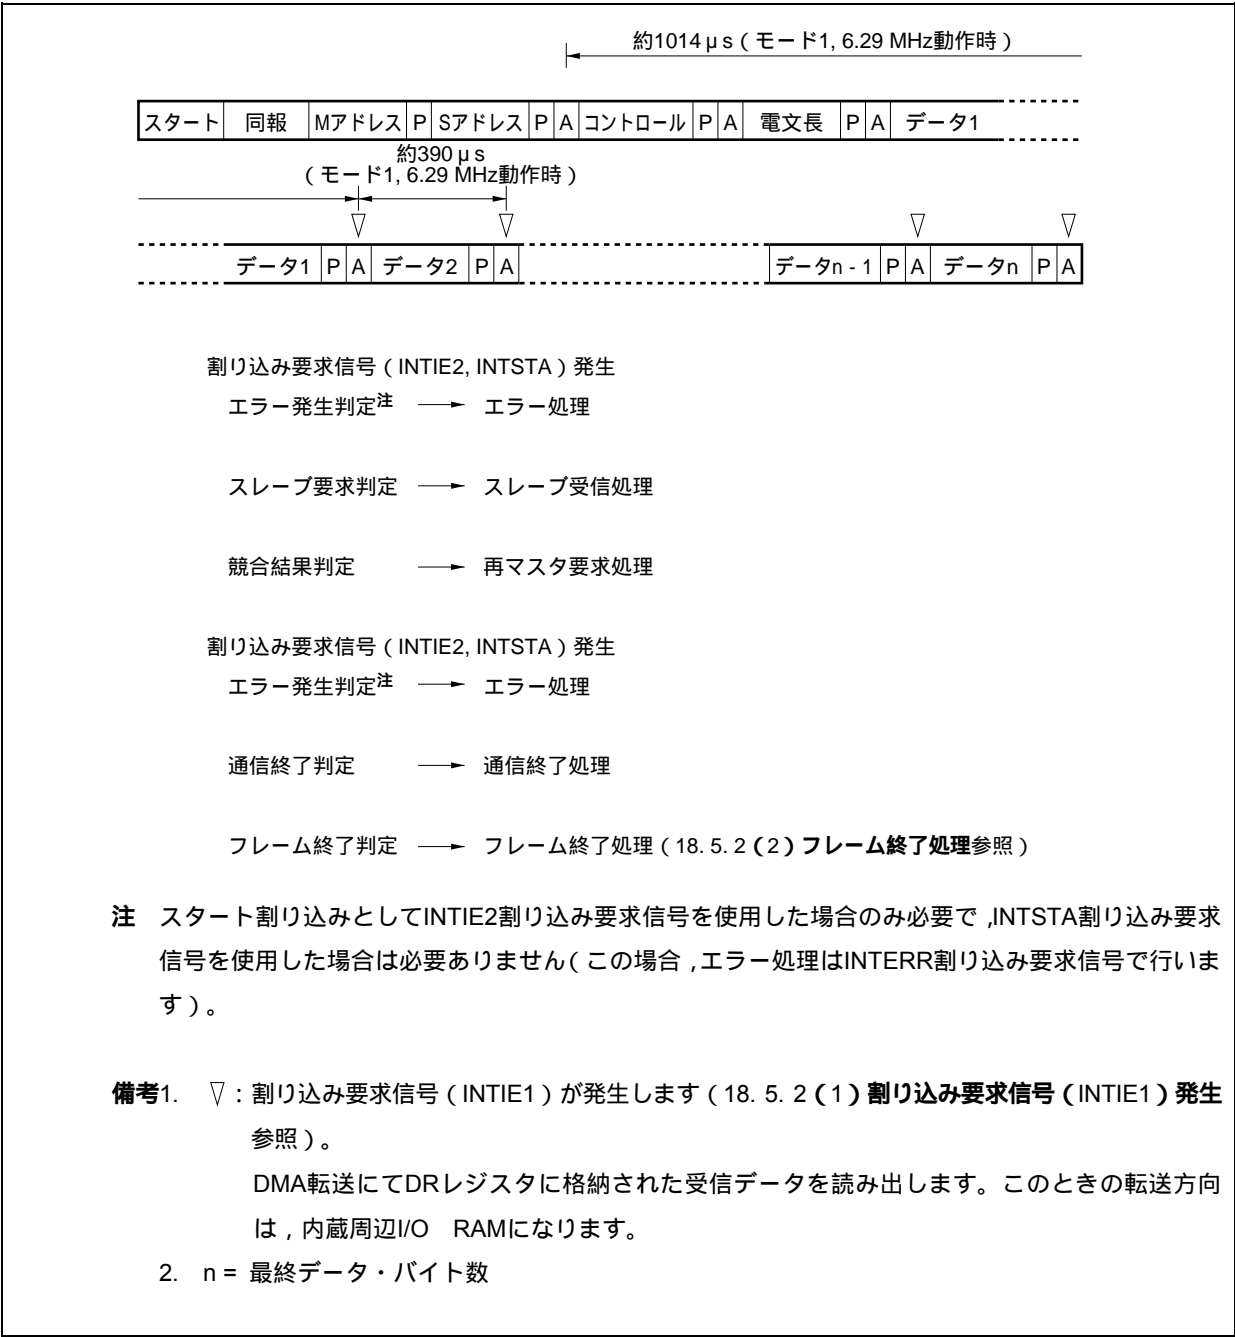 約1014μs（モード1, 6.29 MHz動作時）
スタート 同報 Mアドレス P Sアドレス P A コントロール P A 電文長 P A データ1
約390μs
（モード1, 6.29 MHz動作時）
▽ ▽ ▽ ▽
データ1 P A データ2 P A データn - 1 P A データn P A
割り込み要求信号（INTIE2, INTSTA）発生
エラー発生判定注 → エラー処理
スレーブ要求判定 → スレーブ受信処理
競合結果判定 → 再マスタ要求処理
割り込み要求信号（INTIE2, INTSTA）発生
エラー発生判定注 → エラー処理
通信終了判定 → 通信終了処理
フレーム終了判定 → フレーム終了処理（18. 5. 2（2）フレーム終了処理参照）
注 スタート割り込みとしてINTIE2割り込み要求信号を使用した場合のみ必要で，INTSTA割り込み要求
信号を使用した場合は必要ありません（この場合，エラー処理はINTERR割り込み要求信号で行いま
す）。
備考1. ▽：割り込み要求信号（INTIE1）が発生します（18. 5. 2（1）割り込み要求信号（INTIE1）発生
参照）。
DMA転送にてDRレジスタに格納された受信データを読み出します。このときの転送方向
は，内蔵周辺I/O RAMになります。
2. n = 最終データ・バイト数